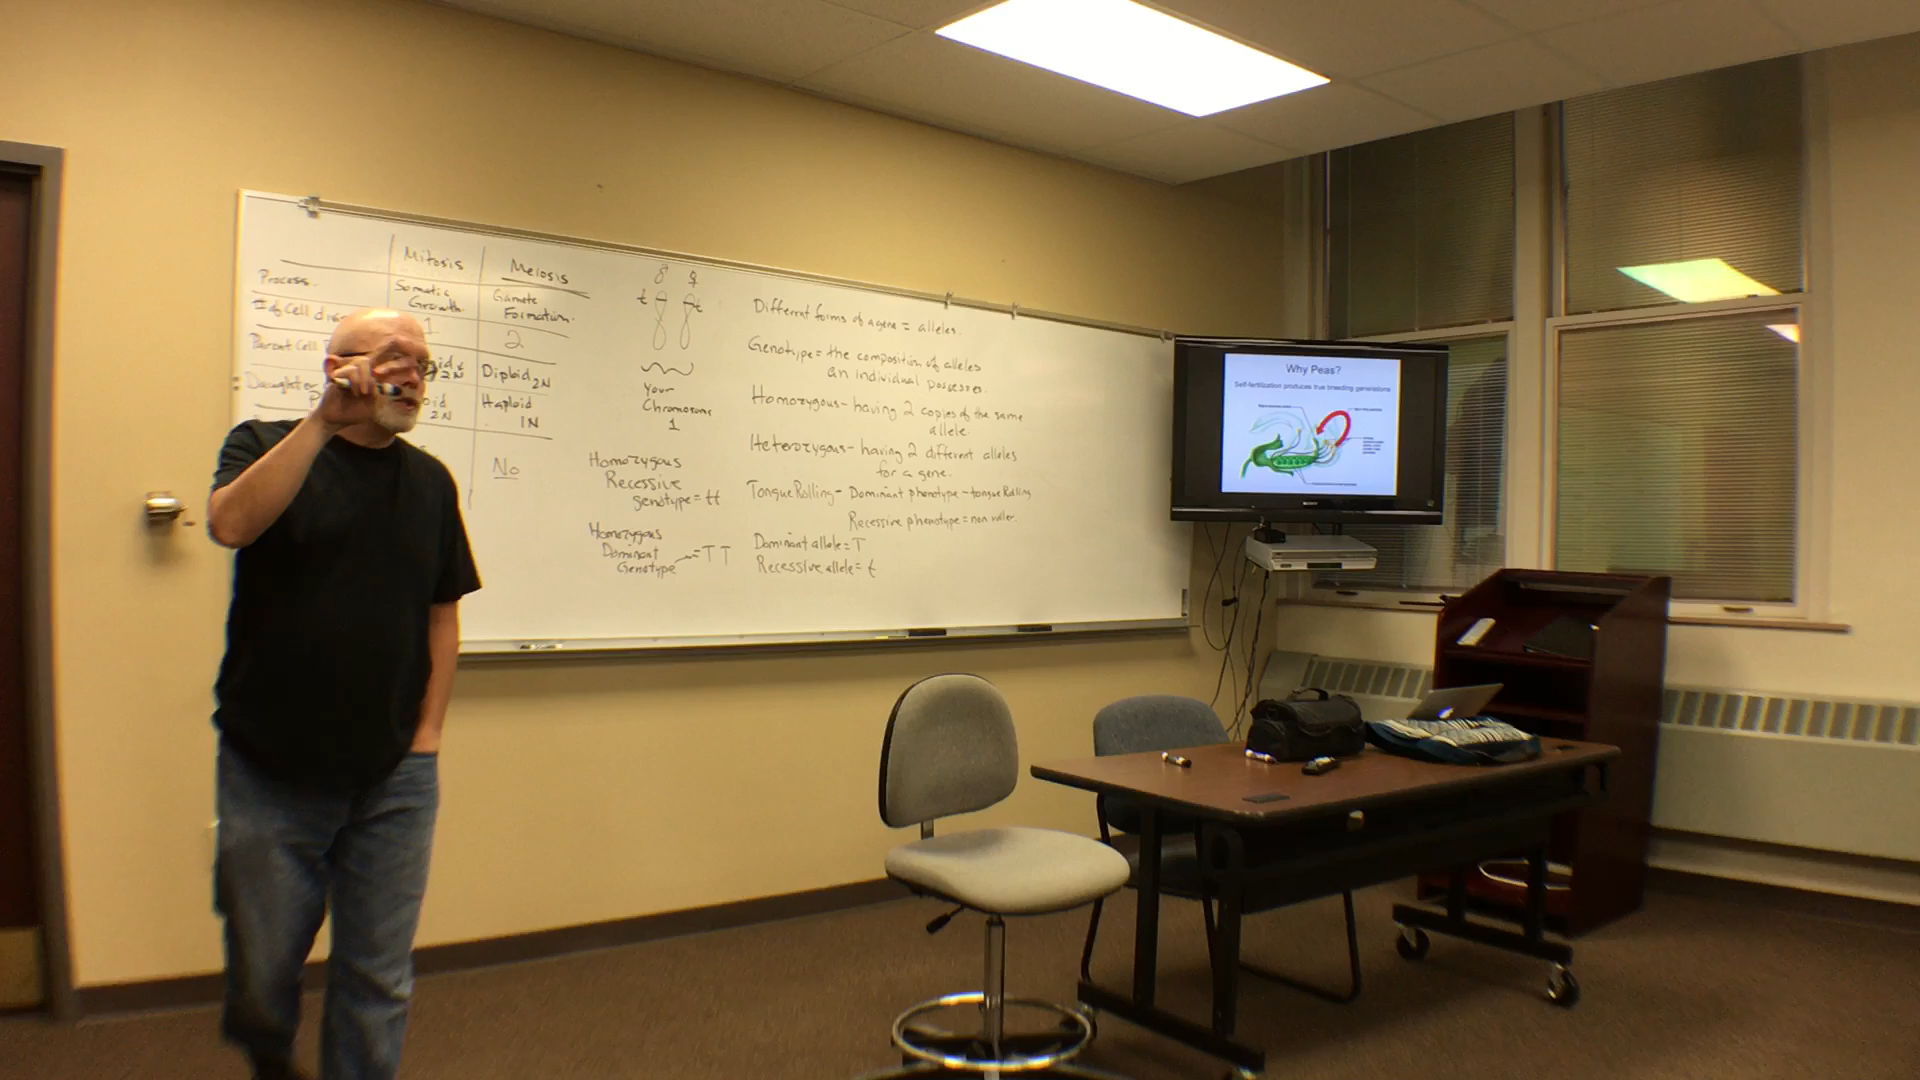 Mitosis Meiosis
Process. Somatic Growth. Gamete Formation.
# of Cell 1 2
Parent Cell 2N Diploid 2N
Daughter 2N Haploid 1N
No
♂ ♀
t t
Your
Chromosome
1
Homozygous
Recessive
genotype = tt
Homozygous
Dominant
Genotype = TT
Different forms of a gene = alleles.
Genotype = the composition of alleles
an individual possesses.
Homozygous - having 2 copies of the same
allele.
Heterozygous - having 2 different alleles
for a gene.
Tongue Rolling - Dominant phenotype - tongue Rolling
Recessive phenotype = non roller.
Dominant allele = T
Recessive allele = t
Why Peas?
Self-fertilization produces true breeding generations
SONY